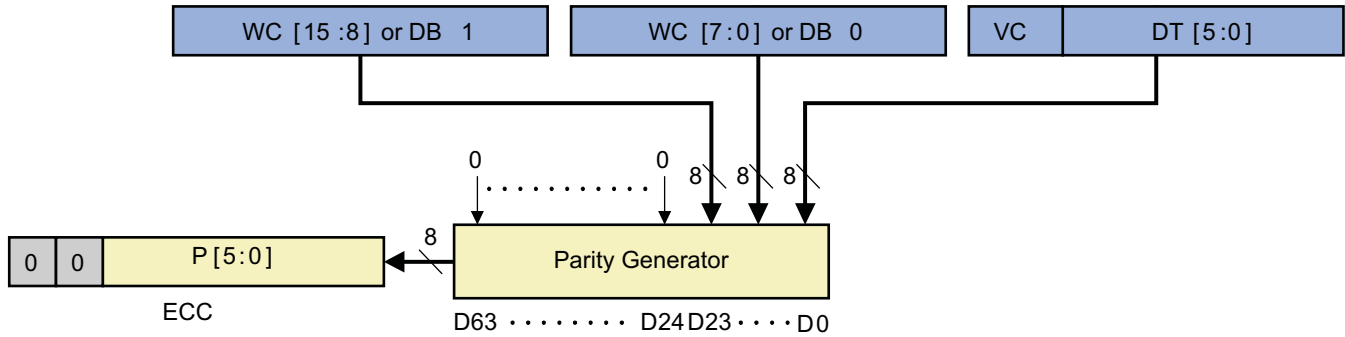 WC [15 :8] or DB 1 WC [7:0] or DB 0 VC DT [5:0]
0 0 8 8 8
0 0 P [5:0] 8 Parity Generator
ECC
D63 · · · · · · · · D24 D23 · · · · D0